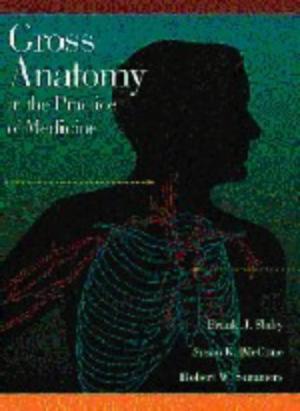 Gross
Anatomy
in the Practice
of Medicine
Frank J. Slaby
Susan K. McCune
Robert W. Summers